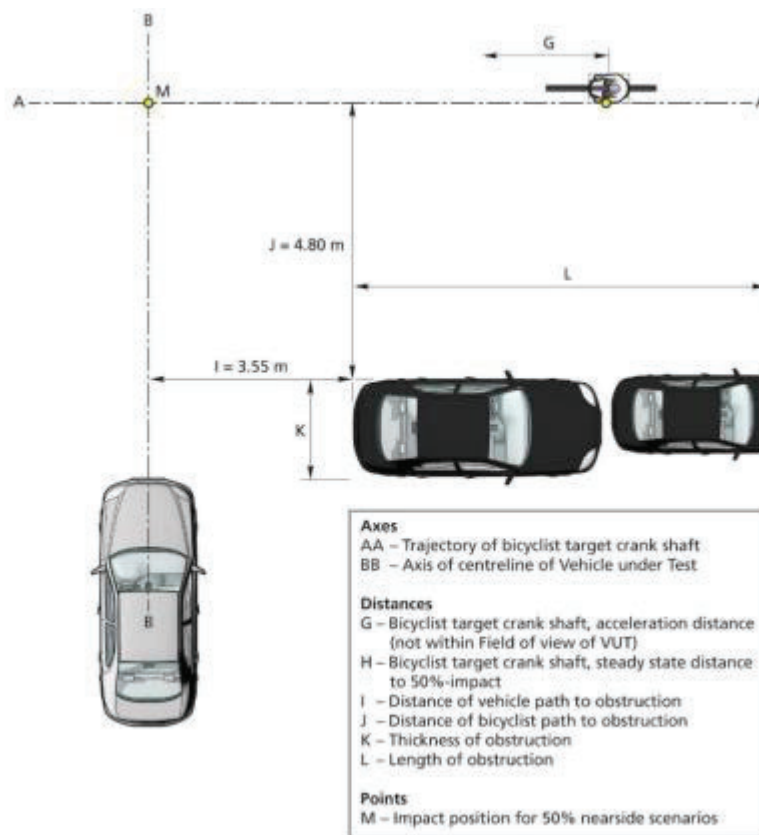 B
G
A
M
A
J = 4.80 m
L
I = 3.55 m
K
B
Axes
AA – Trajectory of bicyclist target crank shaft
BB – Axis of centreline of Vehicle under Test
Distances
G – Bicyclist target crank shaft, acceleration distance
(not within Field of view of VUT)
H – Bicyclist target crank shaft, steady state distance
to 50%-impact
I – Distance of vehicle path to obstruction
J – Distance of bicyclist path to obstruction
K – Thickness of obstruction
L – Length of obstruction
Points
M – Impact position for 50% nearside scenarios